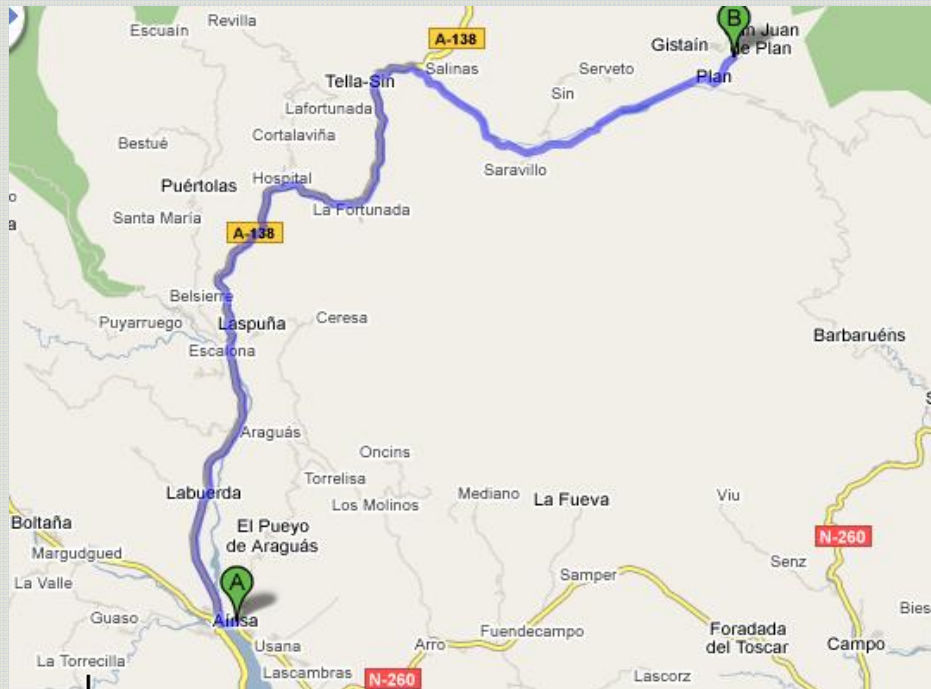 Revilla
Escuaín
B
n Juan
de Plan
Gistaín
A-138
Salinas
Serveto
Plan
Tella-Sin
Sin
Lafortunada
Cortalaviña
Bestué
Saravillo
Puértolas
Hospital
La Fortunada
o
a
Santa María
A-138
Belsierre
Puyarruego
Laspuña
Ceresa
Escalona
Barbaruéns
S
Araguás
Oncins
Torrelisa
Labuerda
Los Molinos
Mediano
La Fueva
Viu
Boltaña
El Pueyo
de Araguás
N-260
Margudgued
Senz
La Valle
A
Samper
Guaso
Aínsa
Bies
Usana
Arro
Fuendecampo
Foradada
del Toscar
Campo
La Torrecilla
Lascambras
N-260
Lascorz